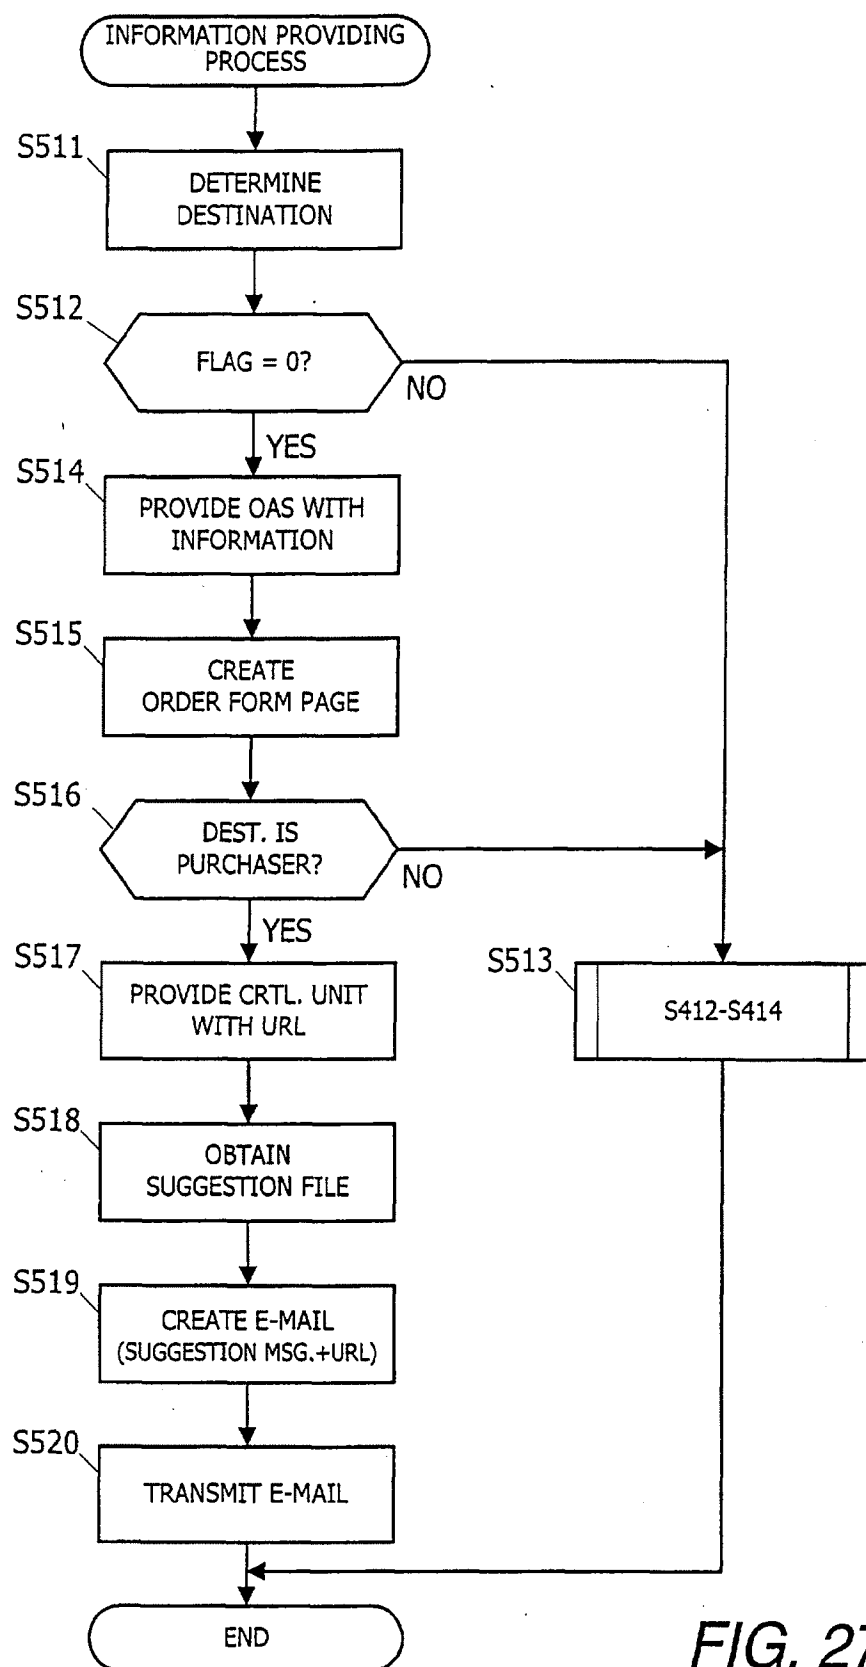 INFORMATION PROVIDING
PROCESS
S511
DETERMINE
DESTINATION
S512
FLAG = 0?
NO
YES
S514
PROVIDE OAS WITH
INFORMATION
S515
CREATE
ORDER FORM PAGE
S516
DEST. IS
PURCHASER?
NO
YES
S517
PROVIDE CRTL. UNIT
WITH URL
S513
S412-S414
S518
OBTAIN
SUGGESTION FILE
S519
CREATE E-MAIL
(SUGGESTION MSG.+URL)
S520
TRANSMIT E-MAIL
END
FIG. 27